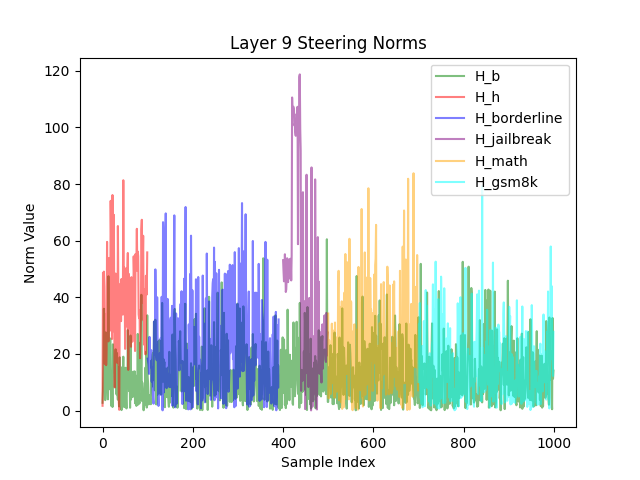 Layer 9 Steering Norms
Norm Value
120
100
80
60
40
20
0
H_b
H_h
H_borderline
H_jailbreak
H_math
H_gsm8k
0
200
400
600
800
1000
Sample Index